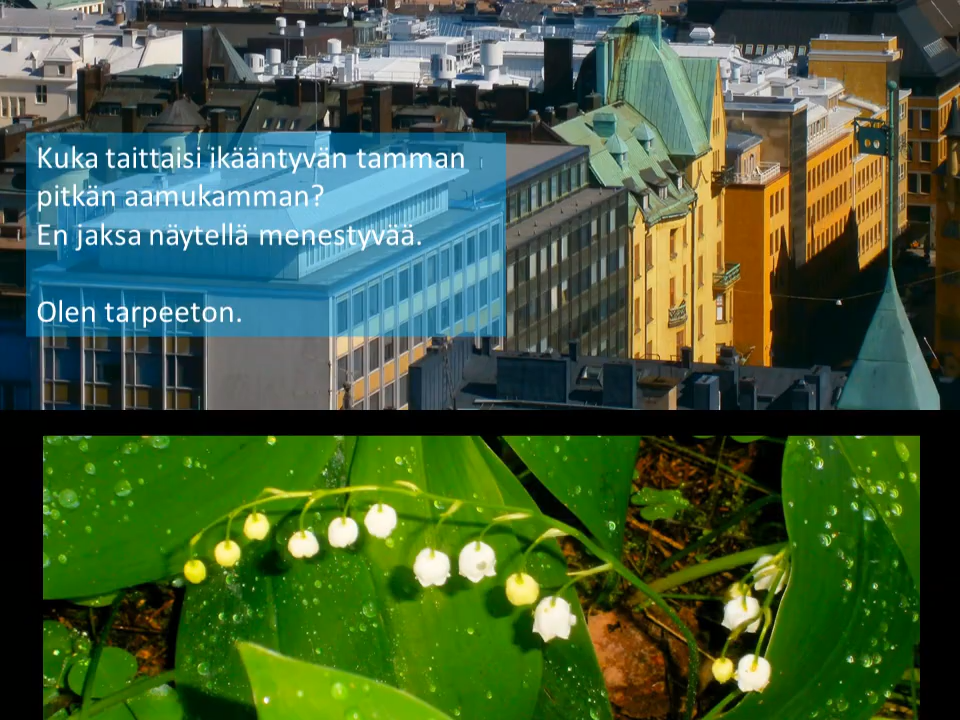 Kuka taittaisi ikääntyvän tamman
pitkän aamukamman?
En jaksa näytellä menestyvää.
Olen tarpeeton.